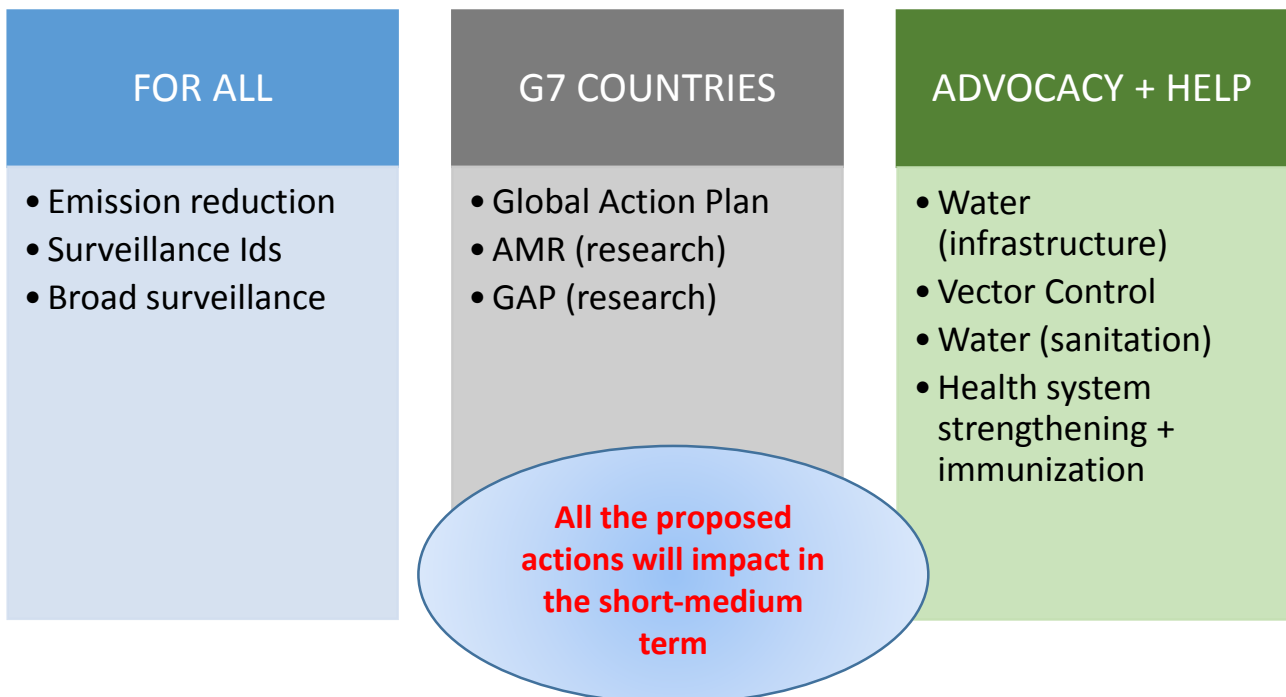 FOR ALL
• Emission reduction
• Surveillance Ids
• Broad surveillance
G7 COUNTRIES
• Global Action Plan
• AMR (research)
• GAP (research)
ADVOCACY + HELP
• Water
(infrastructure)
• Vector Control
• Water (sanitation)
• Health system
strengthening +
immunization
All the proposed
actions will impact in
the short-medium
term